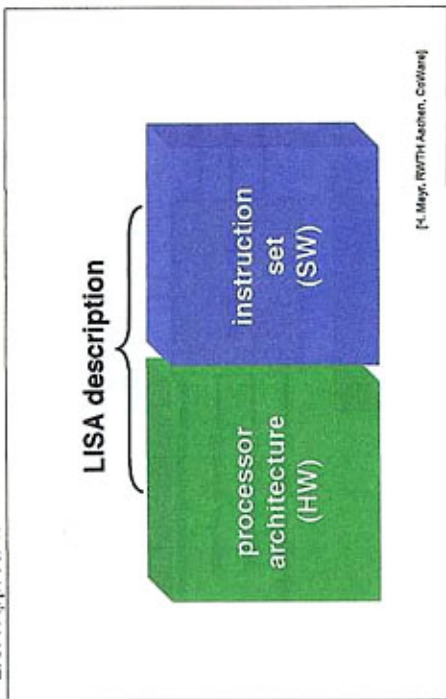 LISA description
processor
architecture
(HW)
instruction
set
(SW)
[H. Meyr, RWTH Aachen, CoWare]